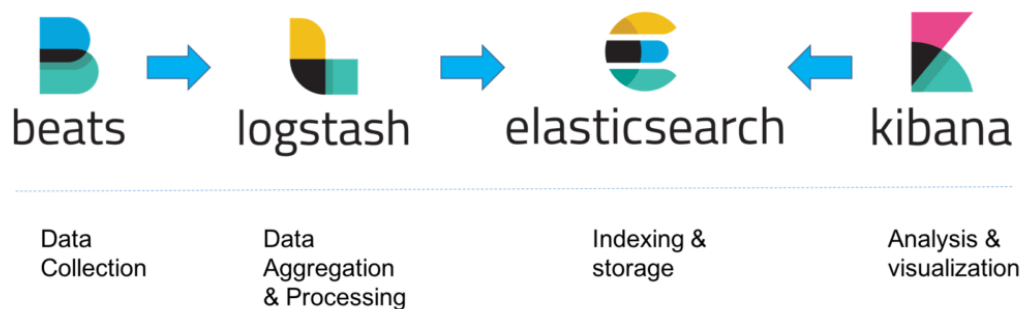 beats
logstash
elasticsearch
kibana
Data
Collection
Data
Aggregation
& Processing
Indexing &
storage
Analysis &
visualization